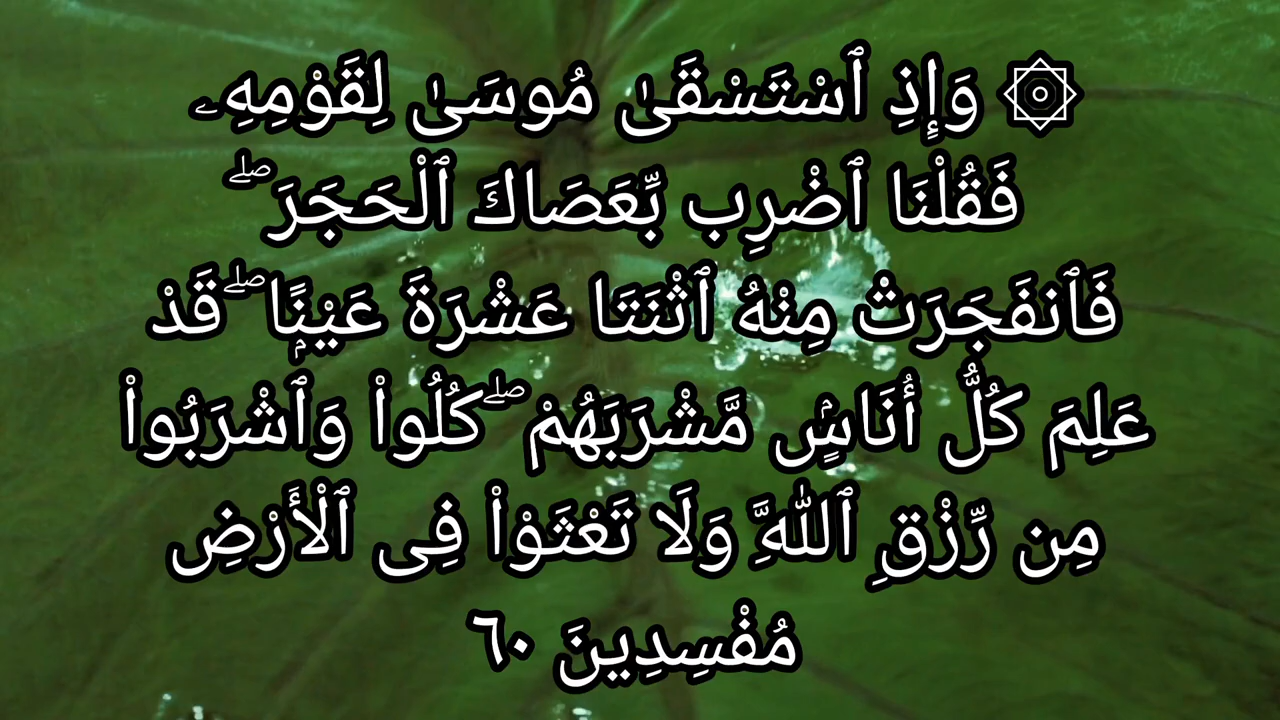 ۞ وَإِذِ ٱسْتَسْقَىٰ مُوسَىٰ لِقَوْمِهِۦ
فَقُلْنَا ٱضْرِب بِّعَصَاكَ ٱلْحَجَرَ ۖ
فَٱنفَجَرَتْ مِنْهُ ٱثْنَتَا عَشْرَةَ عَيْنًۭا ۖ قَدْ
عَلِمَ كُلُّ أُنَاسٍۢ مَّشْرَبَهُمْ ۖ كُلُوا۟ وَٱشْرَبُوا۟
مِن رِّزْقِ ٱللَّهِ وَلَا تَعْثَوْا۟ فِى ٱلْأَرْضِ
مُفْسِدِينَ ٦٠